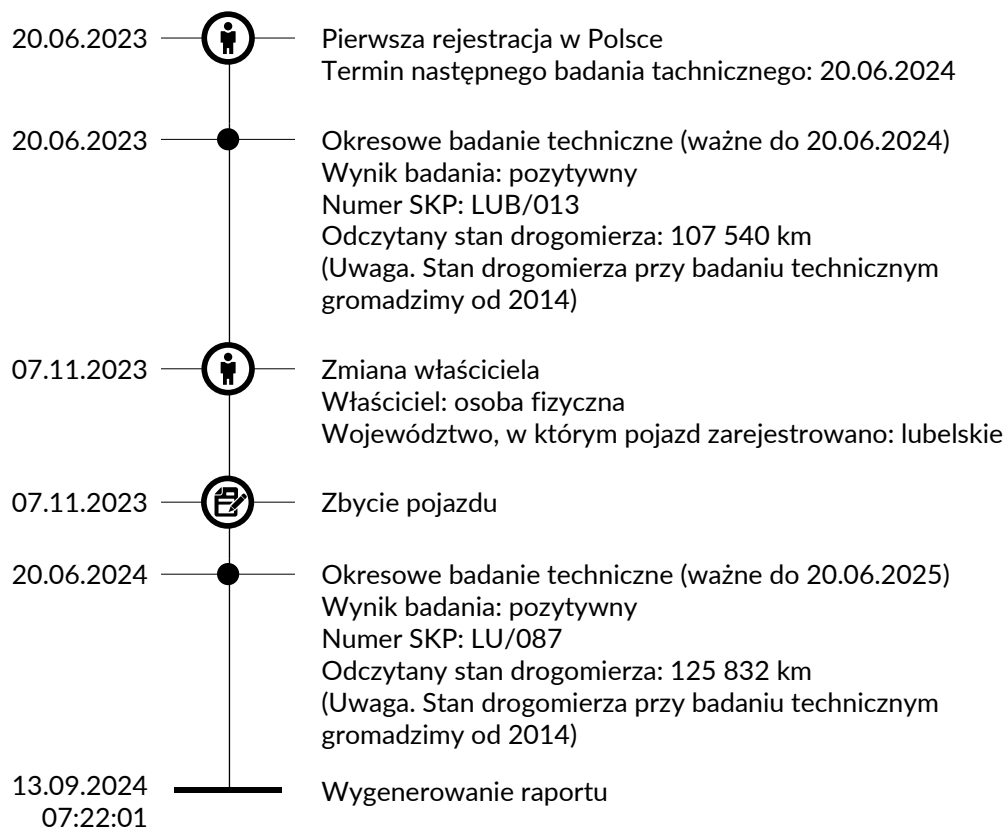 20.06.2023
Pierwsza rejestracja w Polsce
Termin następnego badania tachnicznego: 20.06.2024
20.06.2023
Okresowe badanie techniczne (ważne do 20.06.2024)
Wynik badania: pozytywny
Numer SKP: LUB/013
Odczytany stan drogomierza: 107 540 km
(Uwaga. Stan drogomierza przy badaniu technicznym
gromadzimy od 2014)
07.11.2023
Zmiana właściciela
Właściciel: osoba fizyczna
Województwo, w którym pojazd zarejestrowano: lubelskie
07.11.2023
Zbycie pojazdu
20.06.2024
Okresowe badanie techniczne (ważne do 20.06.2025)
Wynik badania: pozytywny
Numer SKP: LU/087
Odczytany stan drogomierza: 125 832 km
(Uwaga. Stan drogomierza przy badaniu technicznym
gromadzimy od 2014)
13.09.2024
07:22:01
Wygenerowanie raportu